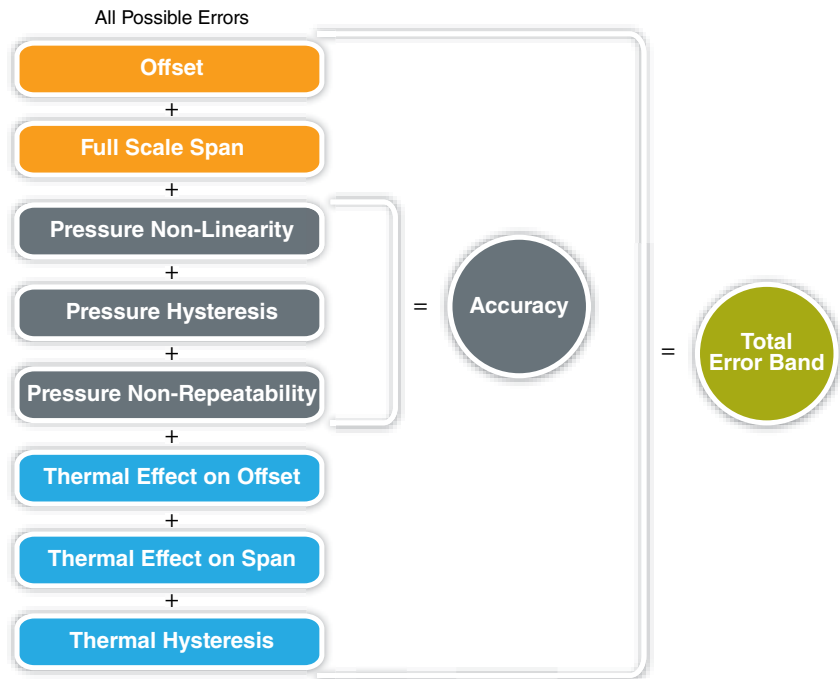 All Possible Errors
Offset
+
Full Scale Span
+
Pressure Non-Linearity
+
Pressure Hysteresis
+
Pressure Non-Repeatability
+
Thermal Effect on Offset
+
Thermal Effect on Span
+
Thermal Hysteresis
=
Accuracy
=
Total
Error Band